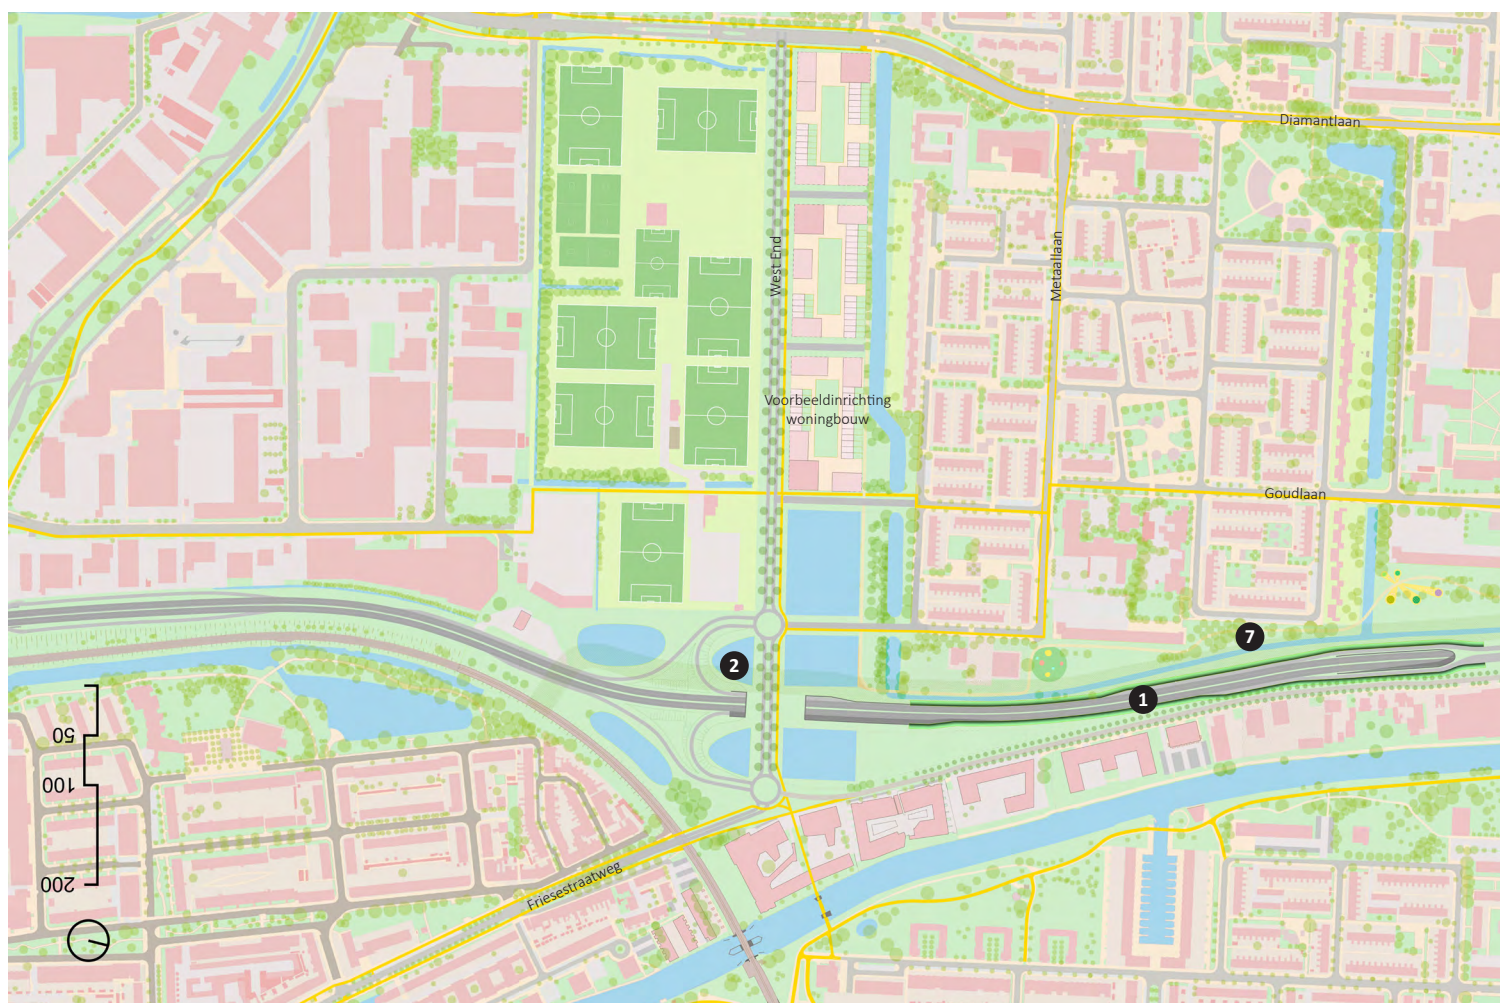 Diamantlaan
West End
Metaallaan
Voorbeeldinrichting
woningbouw
Goudlaan
7
2
1
50
100
200
Friesestraatweg